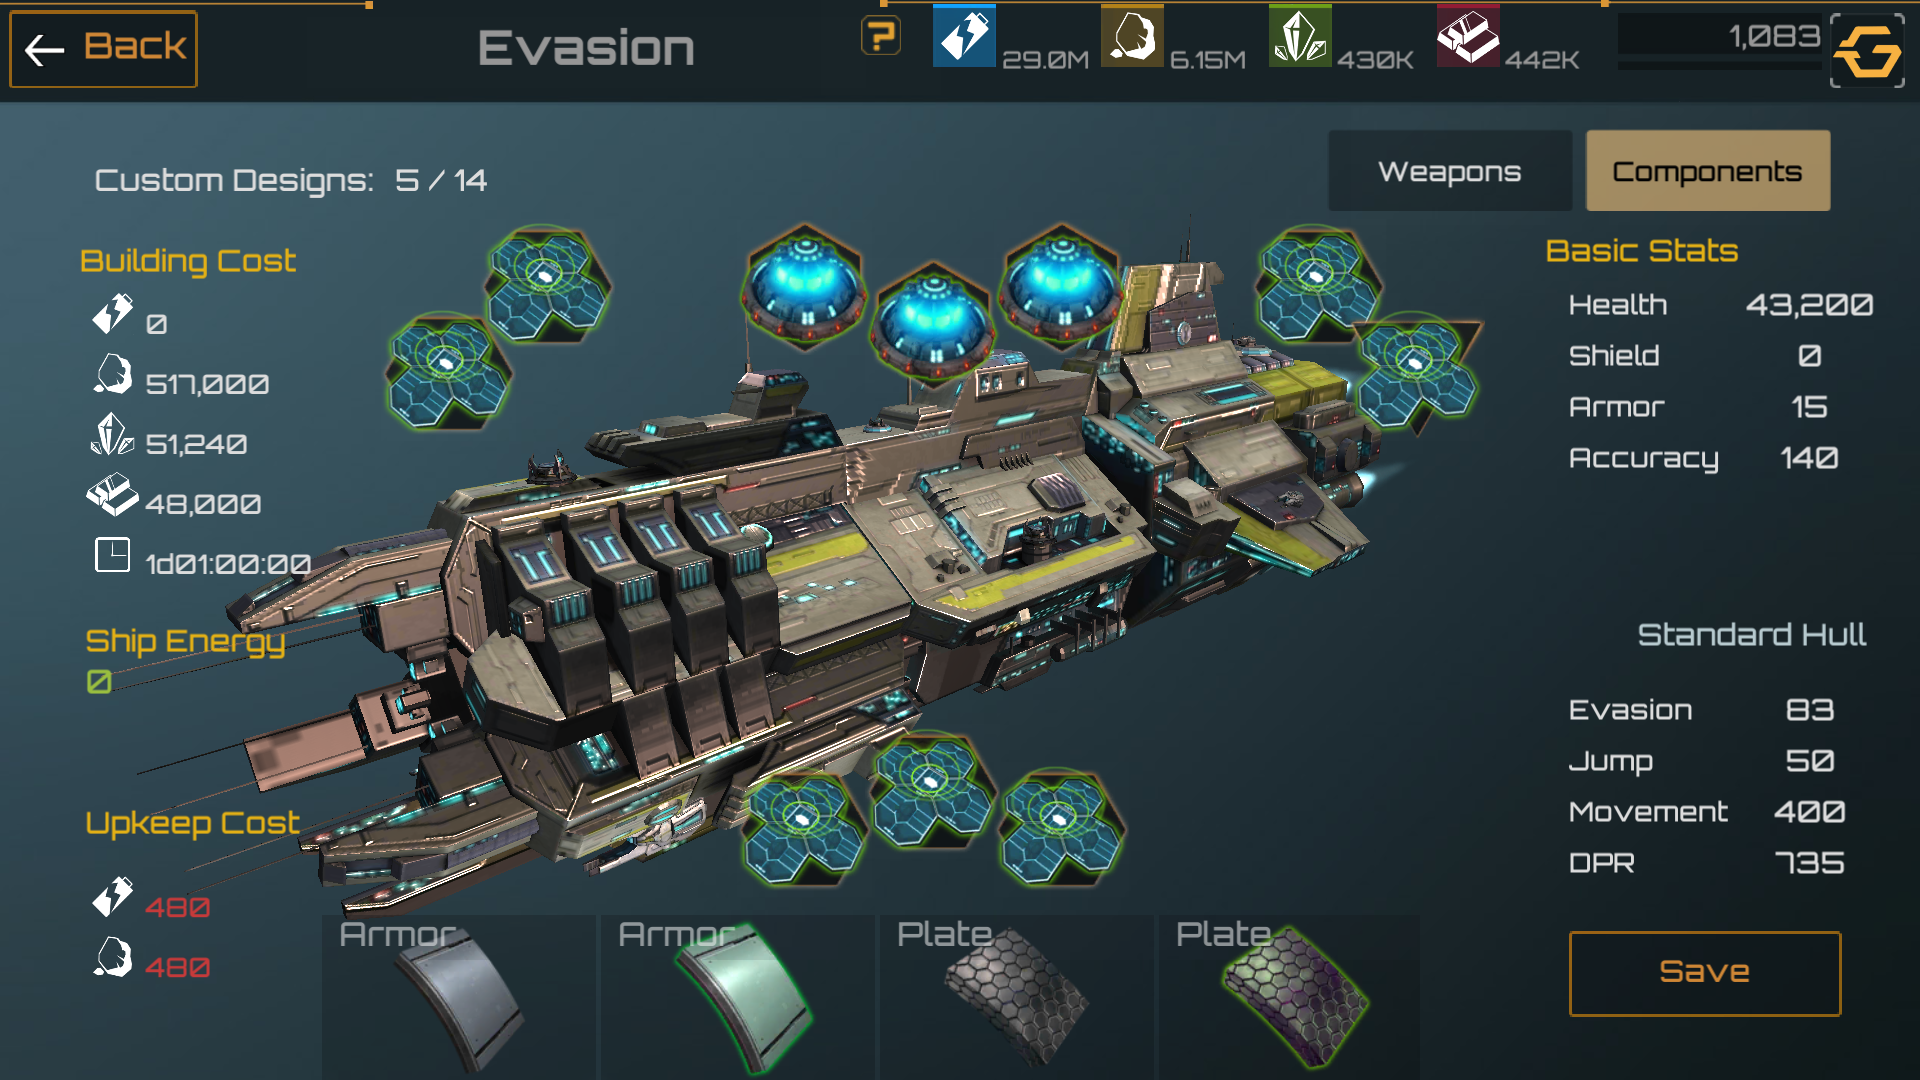 Back
Evasion
?
29.0M
6.15M
430K
442K
1,083
Custom Designs: 5 / 14
Weapons
Components
Building Cost
0
517,000
51,240
48,000
1d01:00:00
Ship Energy
0
Upkeep Cost
480
480
Basic Stats
Health 43,200
Shield 0
Armor 15
Accuracy 140
Standard Hull
Evasion 83
Jump 50
Movement 400
DPR 735
Armor
Armor
Plate
Plate
Save